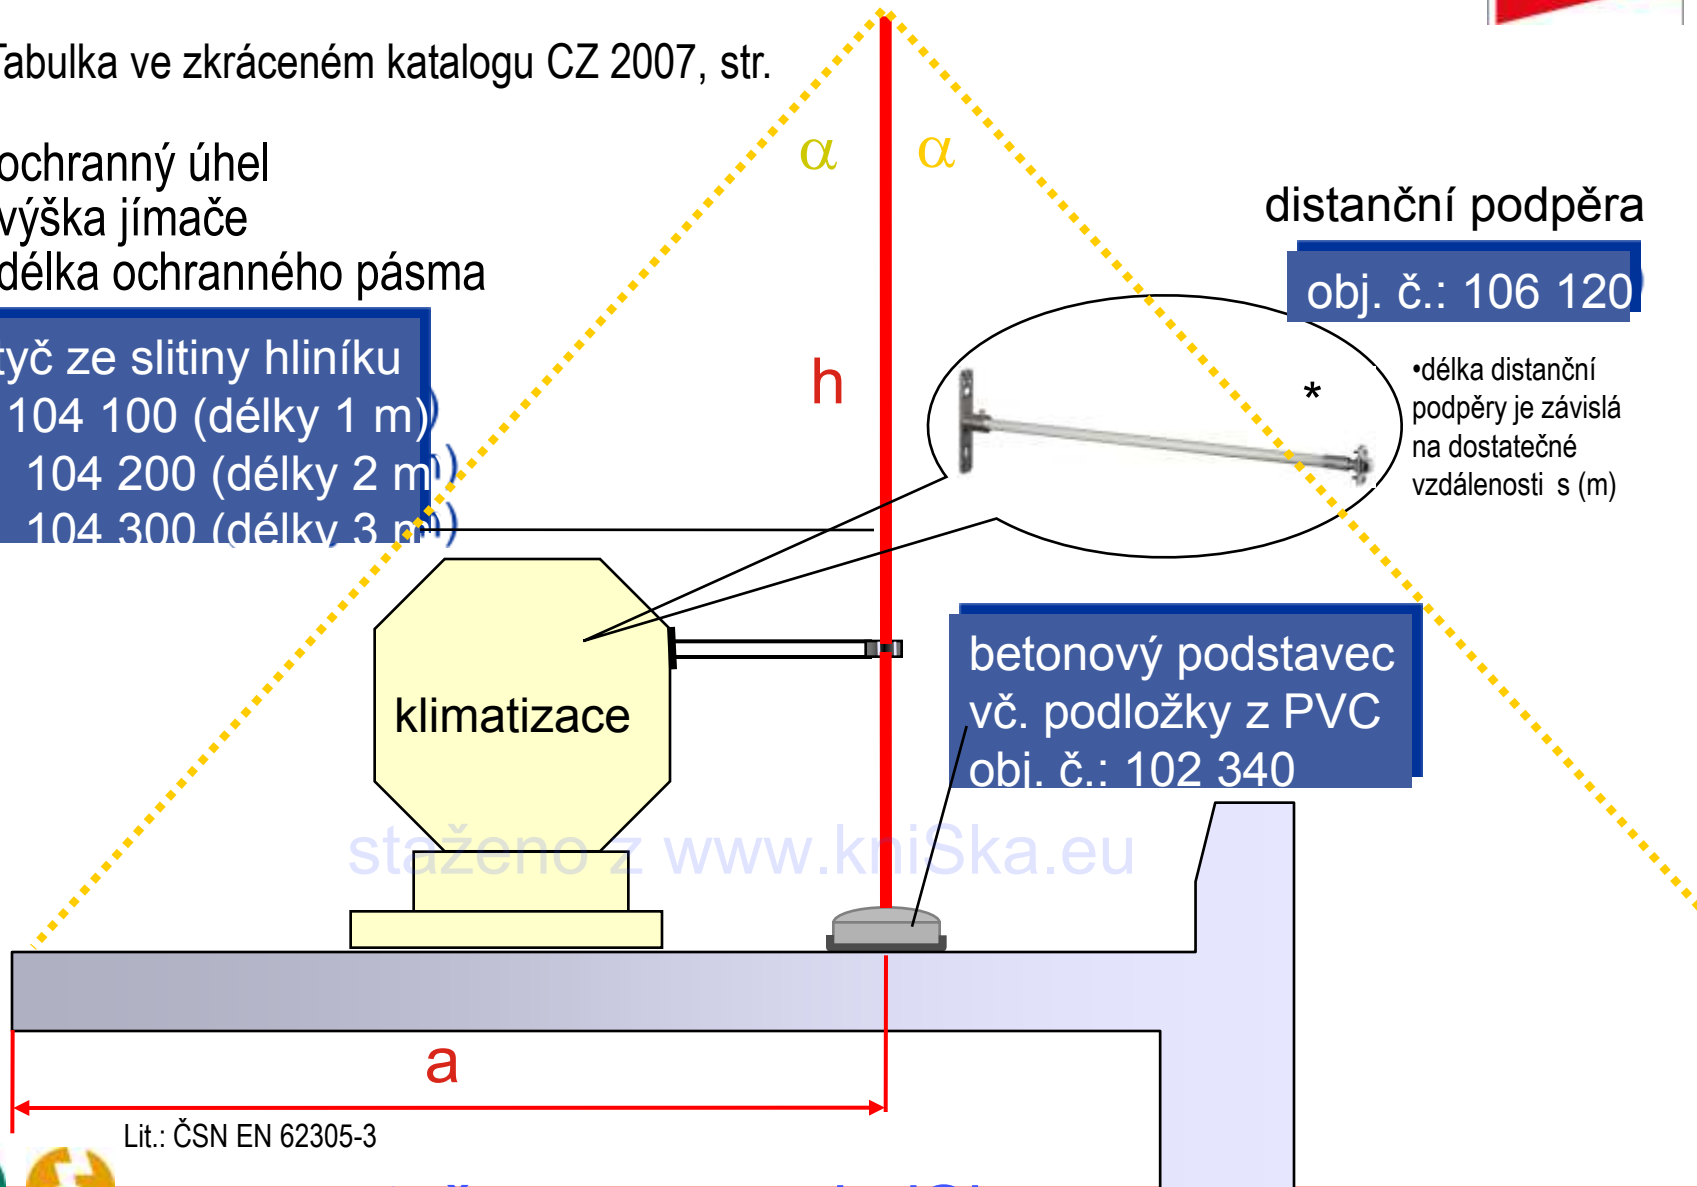 Tabulka ve zkráceném katalogu CZ 2007, str.
α α
ochranný úhel
výška jímače
délka ochranného pásma
distanční podpěra
obj. č.: 106 120
tyč ze slitiny hliníku
104 100 (délky 1 m)
104 200 (délky 2 m)
104 300 (délky 3 m)
h
*
•délka distanční
podpěry je závislá
na dostatečné
vzdálenosti s (m)
klimatizace
betonový podstavec
vč. podložky z PVC
obj. č.: 102 340
staženo z www.kniSka.eu
a
Lit.: ČSN EN 62305-3